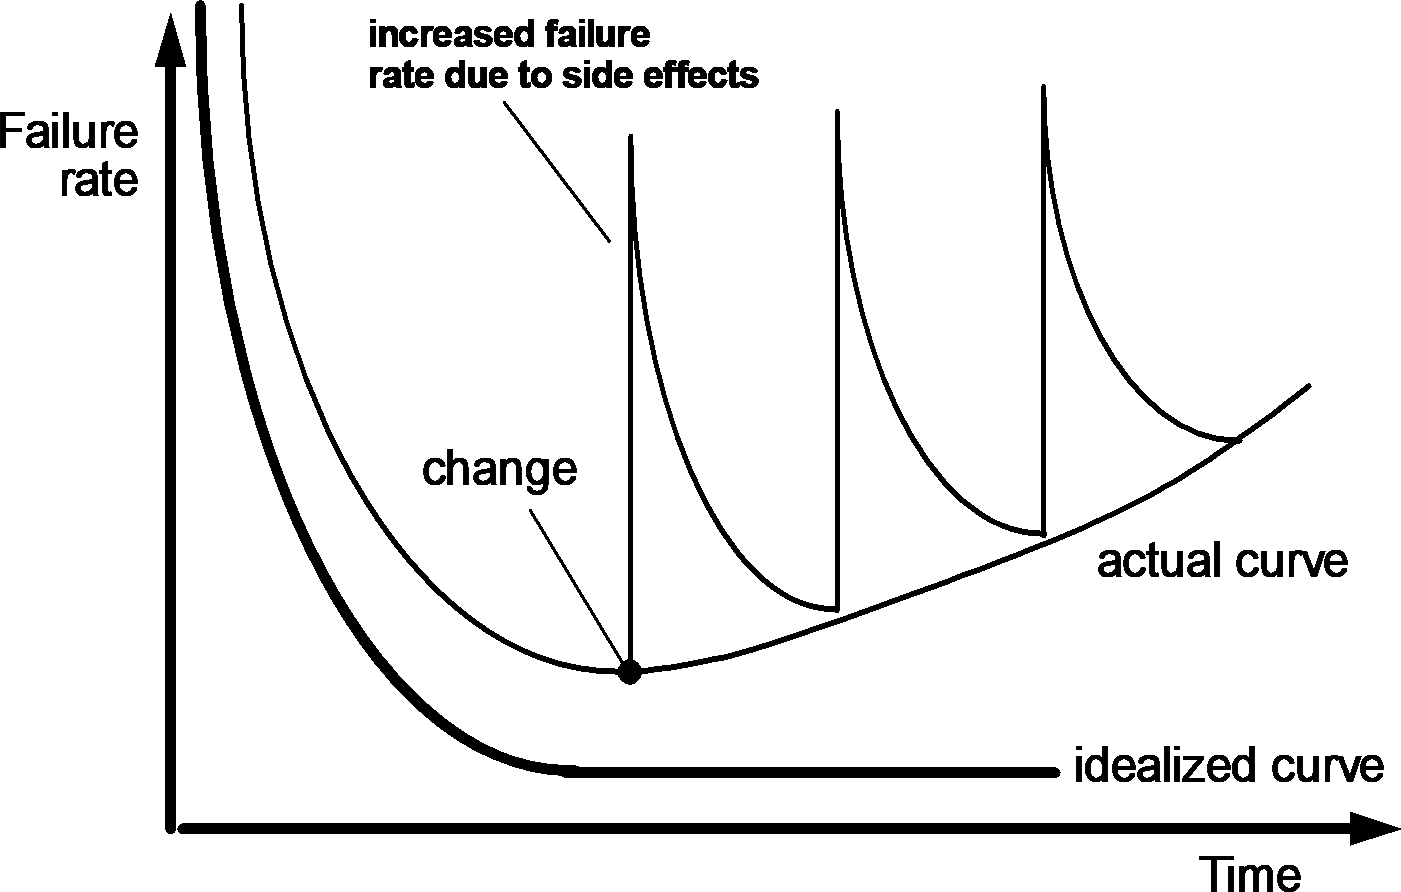 increased failure
rate due to side effects
Failure
rate
change
actual curve
idealized curve
Time